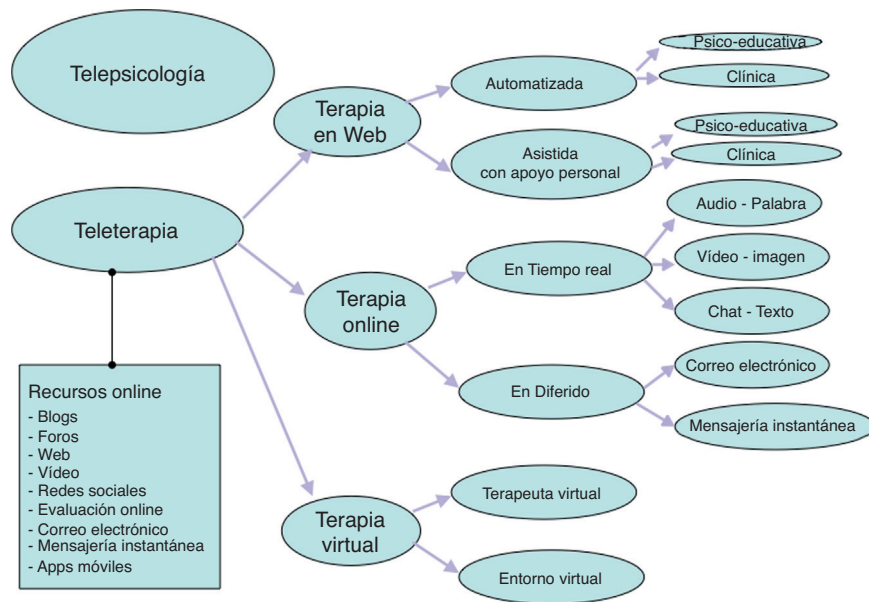 Telepsicología
Teleterapia
Recursos online
- Blogs
- Foros
- Web
- Vídeo
- Redes sociales
- Evaluación online
- Correo electrónico
- Mensajería instantánea
- Apps móviles
Terapia
en Web
Automatizada
Psico-educativa
Clínica
Asistida
con apoyo personal
Psico-educativa
Clínica
Terapia
online
En Tiempo real
Audio - Palabra
Vídeo - imagen
Chat - Texto
En Diferido
Correo electrónico
Mensajería instantánea
Terapia
virtual
Terapeuta virtual
Entorno virtual